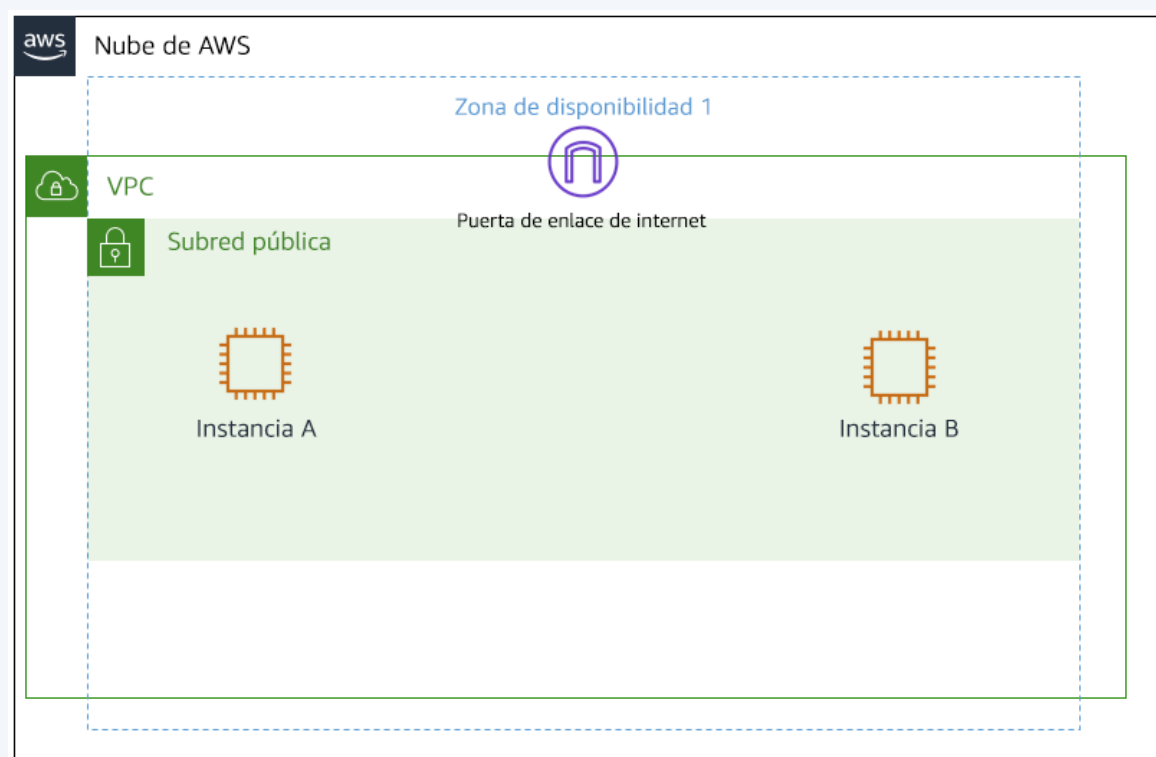 aws
Nube de AWS
Zona de disponibilidad 1
VPC
Puerta de enlace de internet
Subred pública
Instancia A
Instancia B